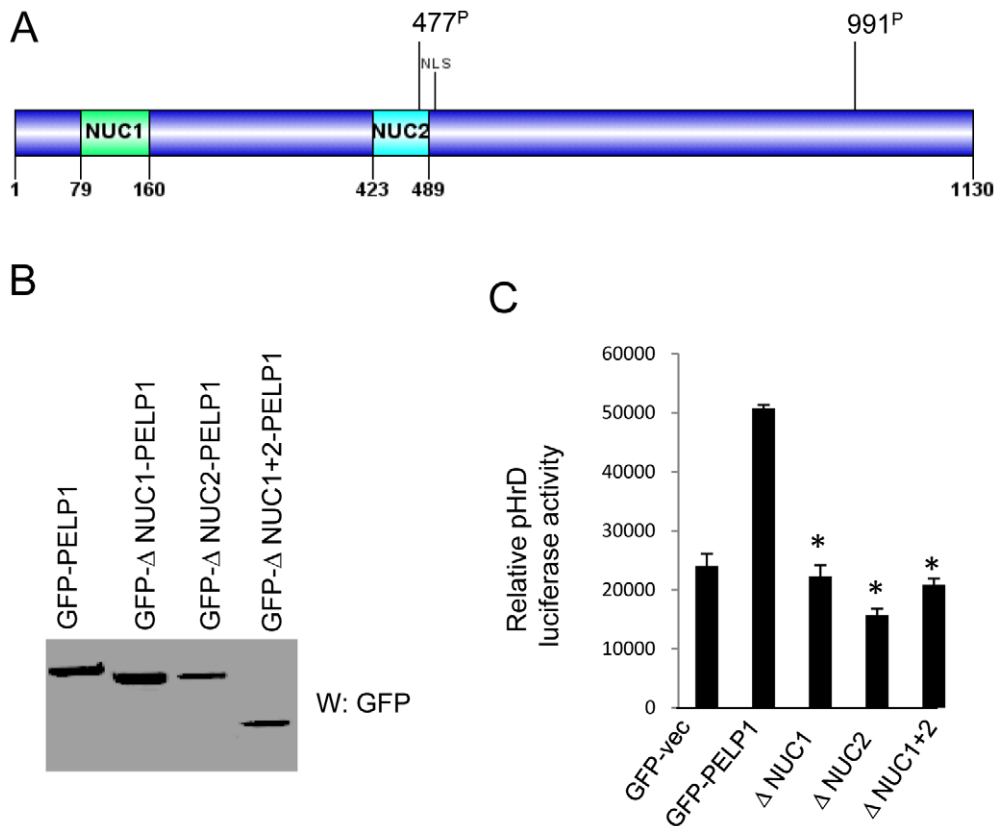 A
477ᴾ
991ᴾ
NLS
NUC1
NUC2
1
79
160
423
489
1130
B
GFP-PELP1
GFP-Δ NUC1-PELP1
GFP-Δ NUC2-PELP1
GFP-Δ NUC1+2-PELP1
W: GFP
C
Relative pHrD
luciferase activity
60000
50000
40000
30000
20000
10000
0
*
*
*
GFP-vec
GFP-PELP1
Δ NUC1
Δ NUC2
Δ NUC1+2